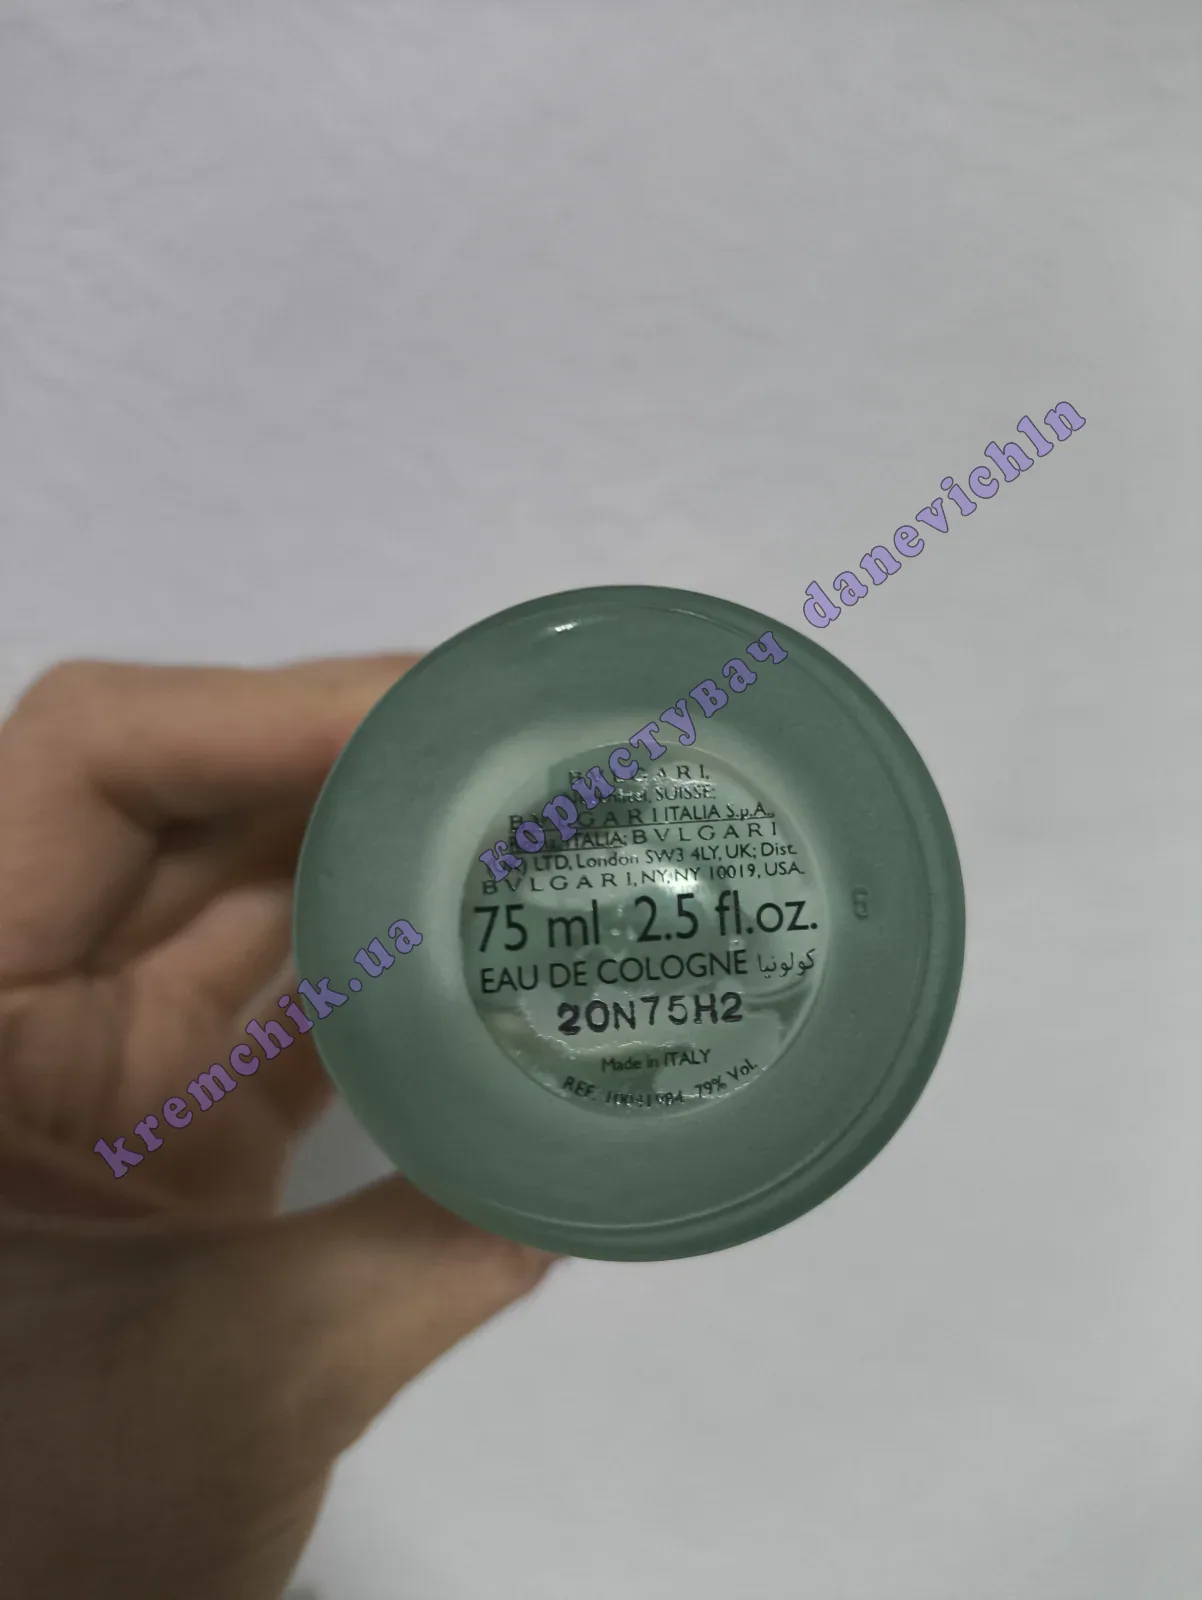 BVLGARI,
SUISSE;
BVLGARI ITALIA S.p.A.,
ITALIA; BVLGARI
LTD, London SW3 4LY, UK; Dist.
BVLGARI, NY, NY 10019, USA.
75 ml 2.5 fl.oz.
EAU DE COLOGNE كولونيا
20N75H2
Made in ITALY
REF. 79% Vol.
6
kremchik.ua користувач danevichln